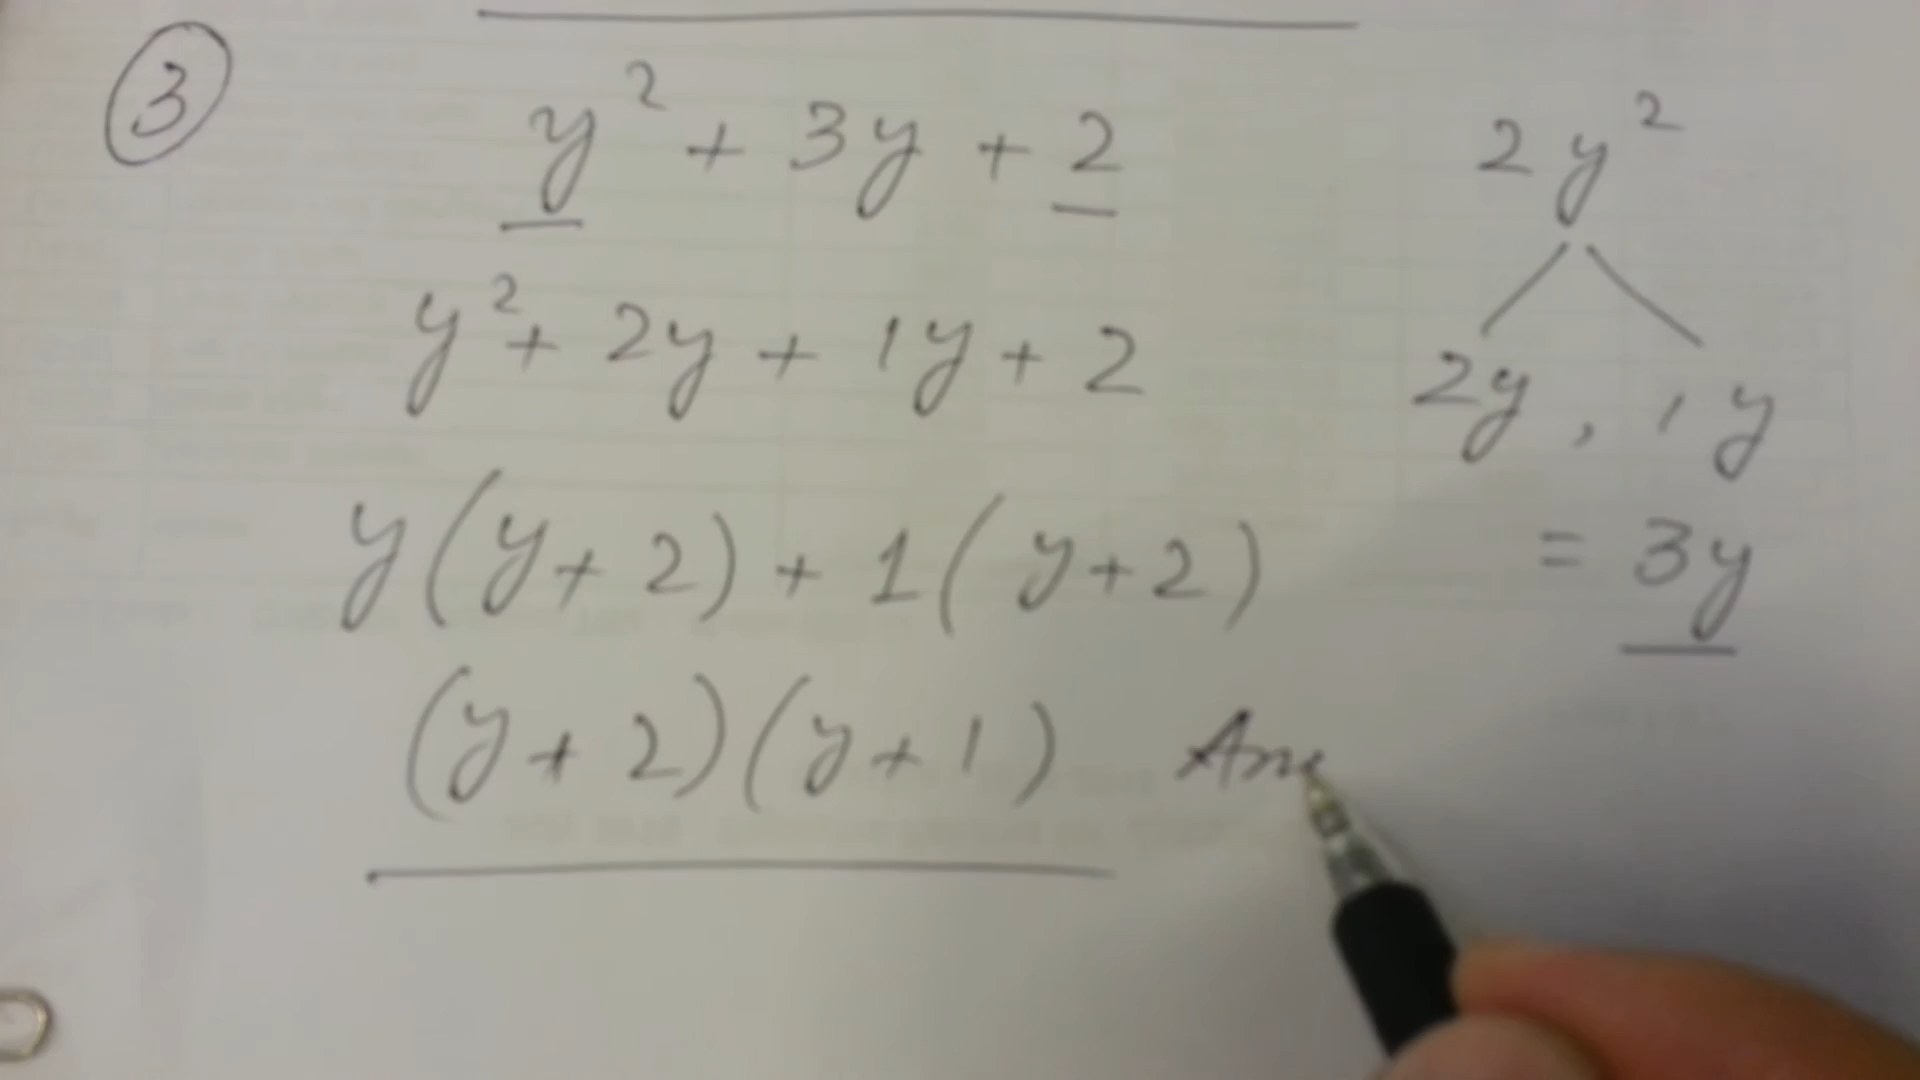 ③ y² + 3y + 2
y² + 2y + 1y + 2
y(y + 2) + 1(y + 2)
(y + 2)(y + 1) Ans
2y²
2y, 1y
= 3y